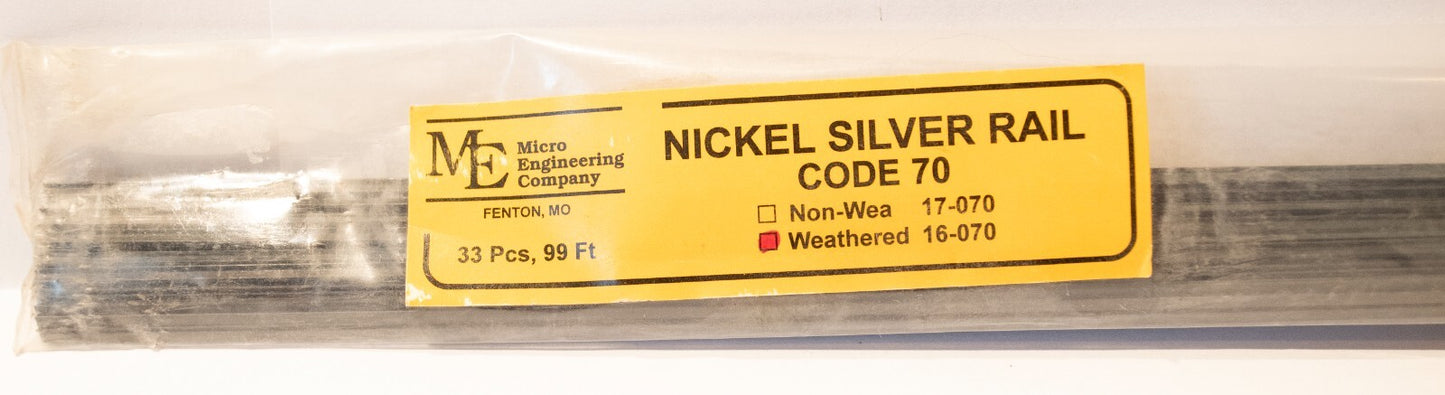 ME Micro
Engineering
Company
FENTON, MO
33 Pcs, 99 Ft
NICKEL SILVER RAIL
CODE 70
Non-Wea 17-070
Weathered 16-070